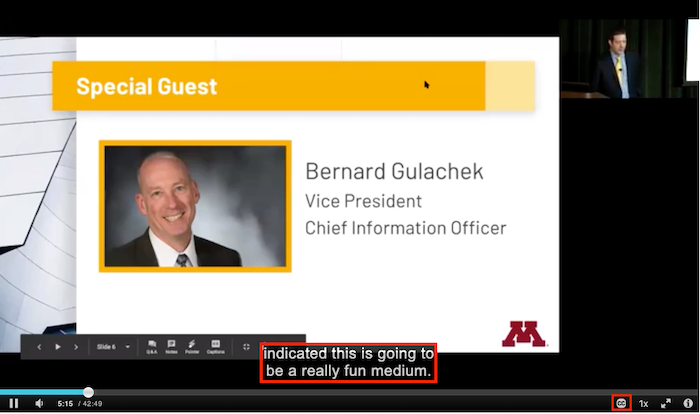 Special Guest
Bernard Gulachek
Vice President
Chief Information Officer
M
Slide 6
Q&A
Notes
Pointer
Captions
indicated this is going to
be a really fun medium.
5:15 / 42:49
CC
1x